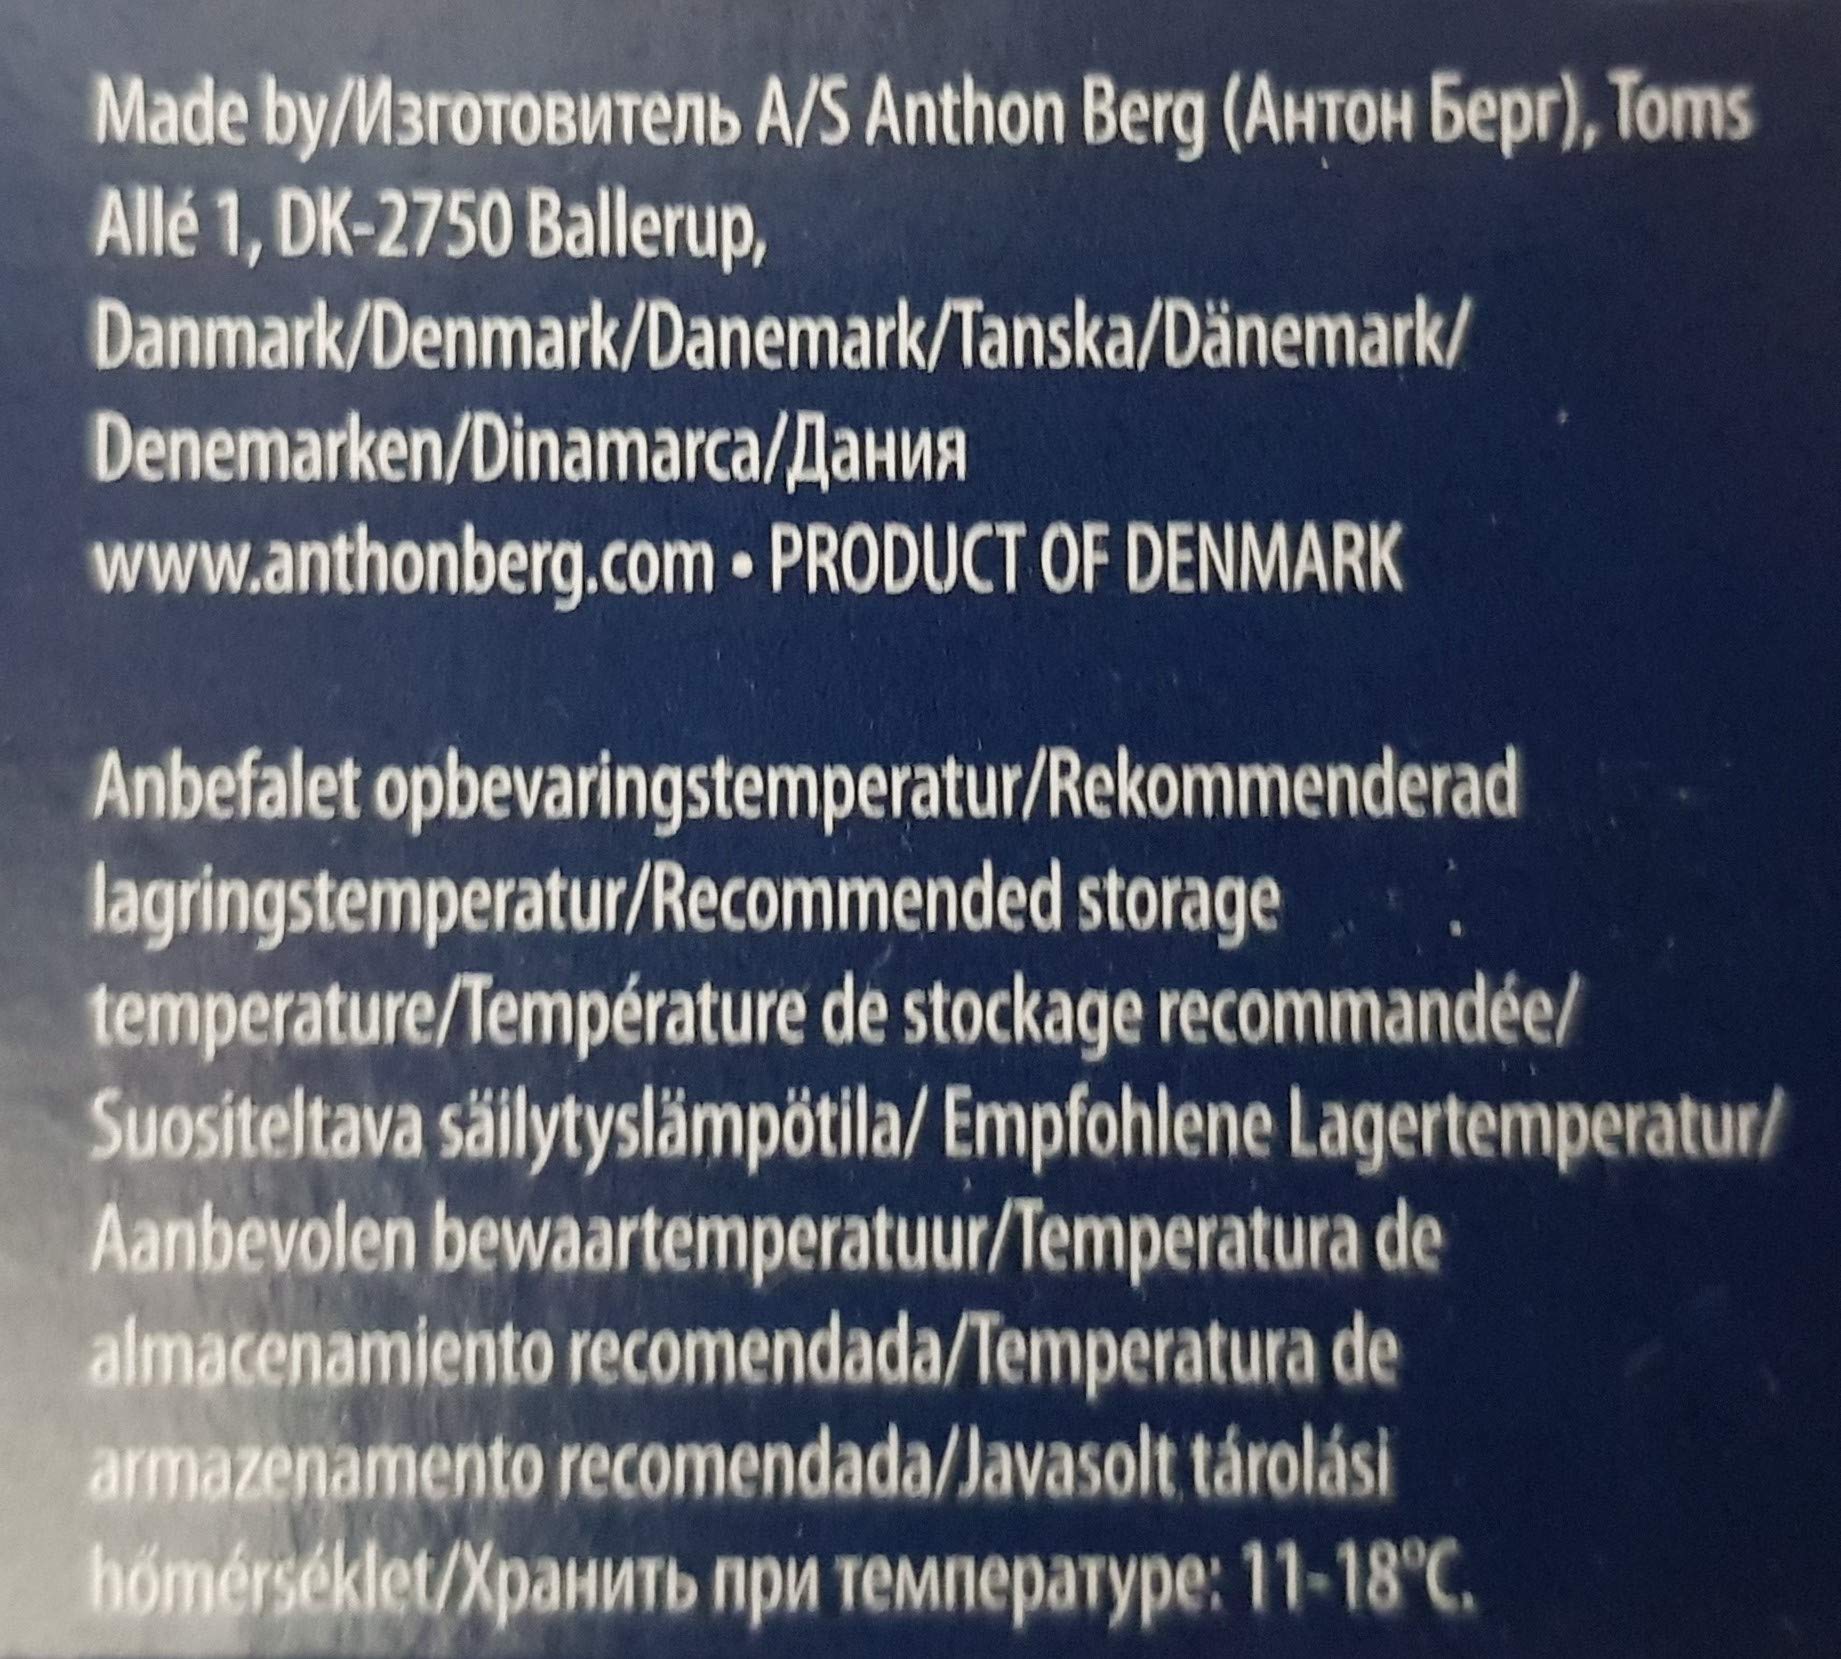 Made by/Изготовитель A/S Anthon Berg (Антон Берг), Toms
Allé 1, DK-2750 Ballerup,
Danmark/Denmark/Danemark/Tanska/Dänemark/
Denemarken/Dinamarca/Дания
www.anthonberg.com • PRODUCT OF DENMARK
Anbefalet opbevaringstemperatur/Rekommenderad
lagringstemperatur/Recommended storage
temperature/Température de stockage recommandée/
Suositeltava säilytyslämpötila/ Empfohlene Lagertemperatur/
Aanbevolen bewaartemperatuur/Temperatura de
almacenamiento recomendada/Temperatura de
armazenamento recomendada/Javasolt tárolási
hőmérséklet/Хранить при температуре: 11-18°C.